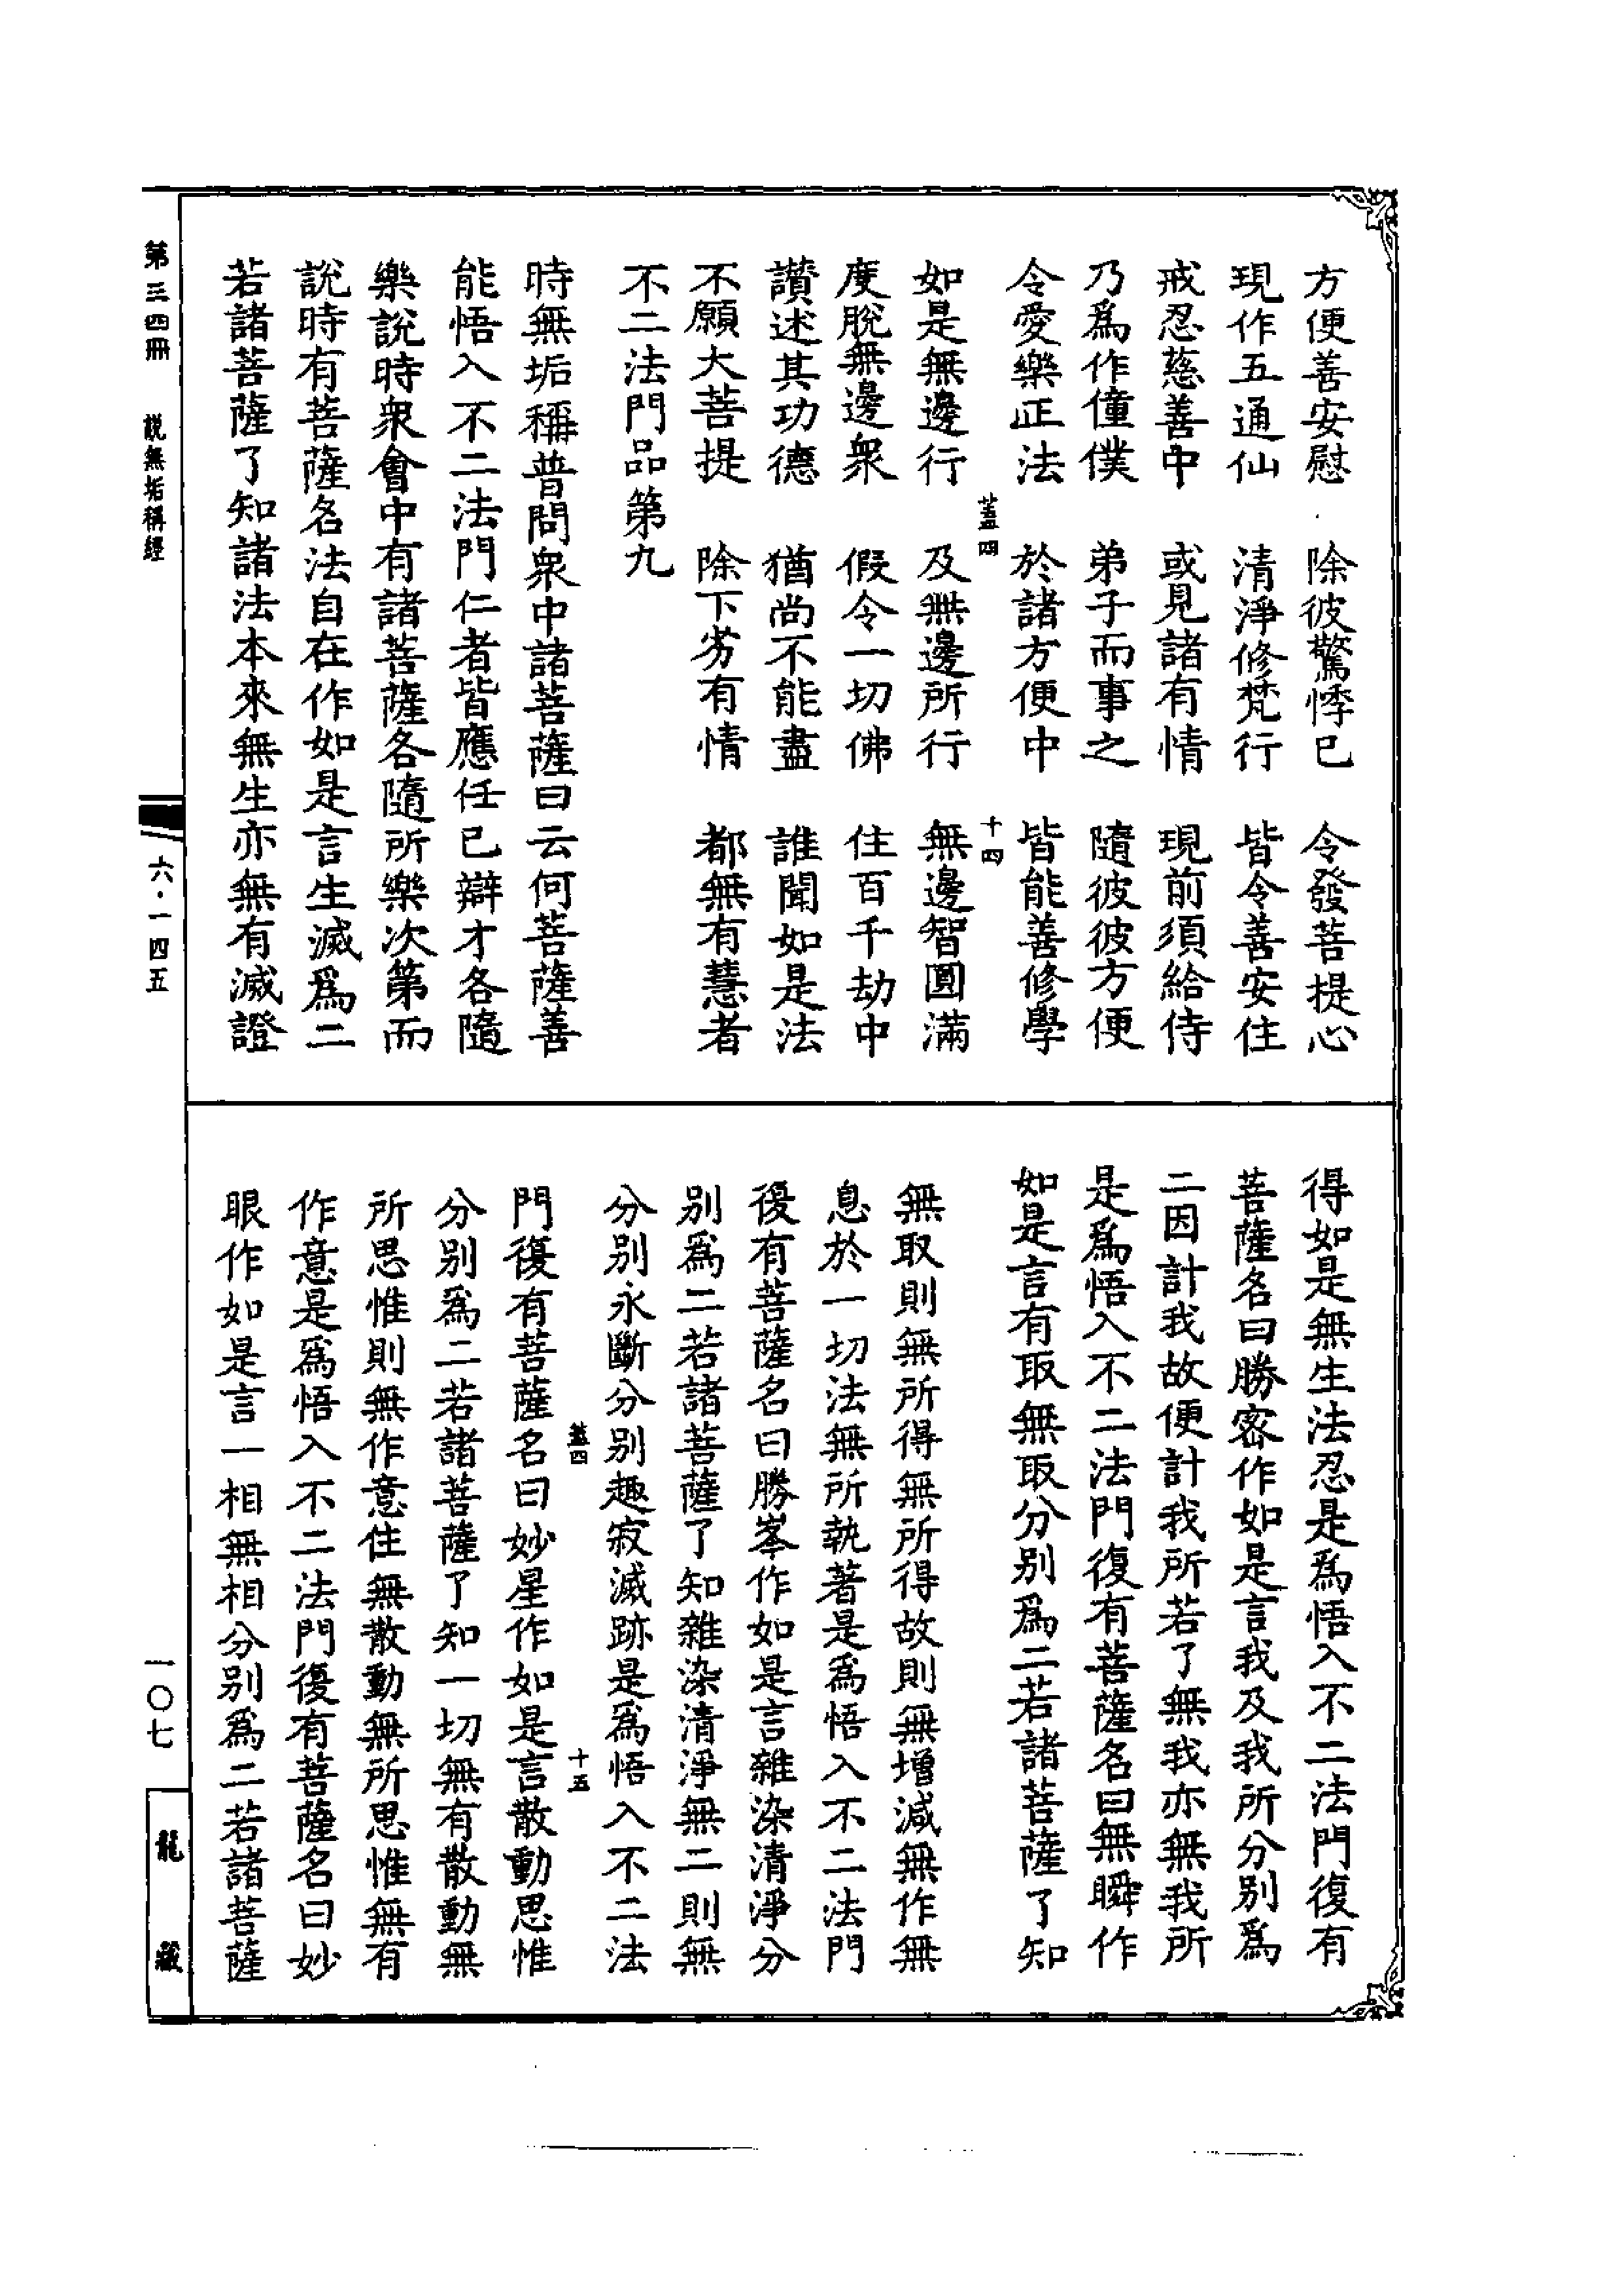 方便善安慰　除彼驚悸已　令發菩提心
現作五通仙　清淨修梵行　皆令善安住
戒忍慈善中　或見諸有情　現前須給侍
乃爲作僮僕　弟子而事之　隨彼彼方便
令愛樂正法　於諸方便中　皆能善修學
蓋四　十四
如是無邊行　及無邊所行　無邊智圓滿
度脫無邊衆　假令一切佛　住百千劫中
讚述其功德　猶尚不能盡　誰聞如是法
不願大菩提　除下劣有情　都無有慧者
不二法門品第九
時無垢稱普問衆中諸菩薩曰云何菩薩善
能悟入不二法門仁者皆應任已辯才各隨
樂說時衆會中有諸菩薩各隨所樂次第而
說時有菩薩名法自在作如是言生滅爲二
若諸菩薩了知諸法本來無生亦無有滅證
得如是無生法忍是爲悟入不二法門復有
菩薩名曰勝密作如是言我及我所分別爲
二因計我故便計我所若了無我亦無我所
是爲悟入不二法門復有菩薩名曰無瞬作
如是言有取無取分別爲二若諸菩薩了知
無取則無所得無所得故則無增減無作無
息於一切法無所執著是爲悟入不二法門
復有菩薩名曰勝峯作如是言雜染清淨分
別爲二若諸菩薩了知雜染清淨無二則無
分別永斷分別趣寂滅跡是爲悟入不二法
蓋四　十五
門復有菩薩名曰妙星作如是言散動思惟
分別爲二若諸菩薩了知一切無有散動無
所思惟則無作意住無散動無所思惟無有
作意是爲悟入不二法門復有菩薩名曰妙
眼作如是言一相無相分別爲二若諸菩薩
第三四冊　說無垢稱經
六·一四五
一〇七
龍藏